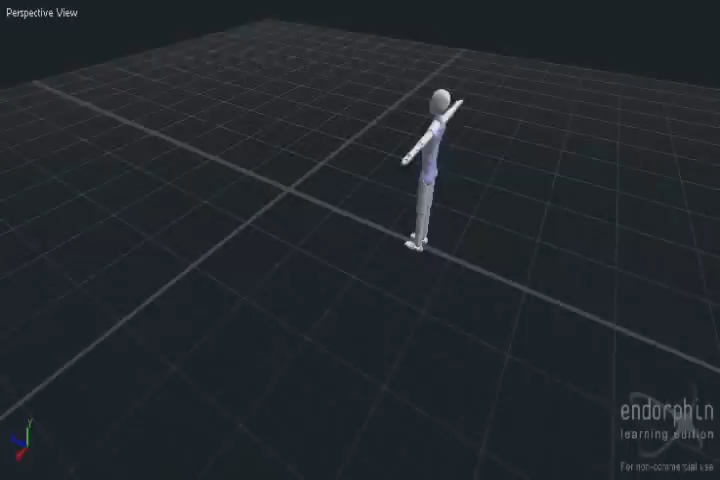 Perspective View
Y
endorphin
learning edition
For non-commercial use